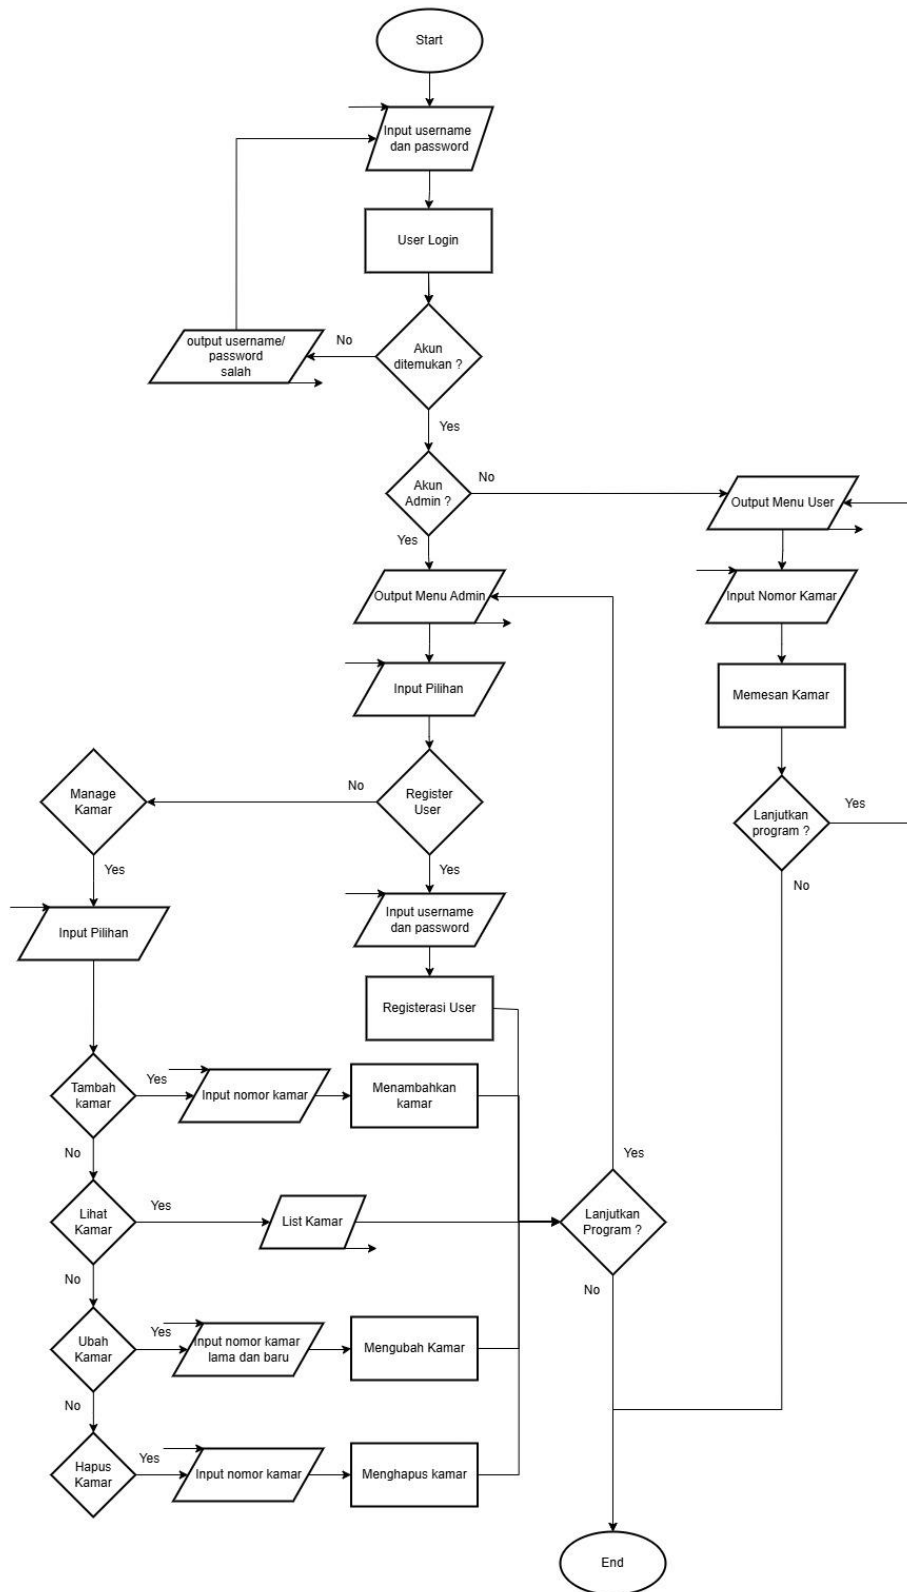 Start
Input username
dan password
User Login
Akun
ditemukan ?
No
output username/
password
salah
Yes
Akun
Admin ?
No
Output Menu User
Yes
Output Menu Admin
Input Nomor Kamar
Input Pilihan
Memesan Kamar
Register
User
No
Manage
Kamar
Lanjutkan
program ?
Yes
No
Yes
Yes
Input username
dan password
Input Pilihan
Registerasi User
Tambah
kamar
Yes
Input nomor kamar
Menambahkan
kamar
No
Yes
Lihat
Kamar
Yes
List Kamar
Lanjutkan
Program ?
No
No
Ubah
Kamar
Yes
Input nomor kamar
lama dan baru
Mengubah Kamar
No
Hapus
Kamar
Yes
Input nomor kamar
Menghapus kamar
End